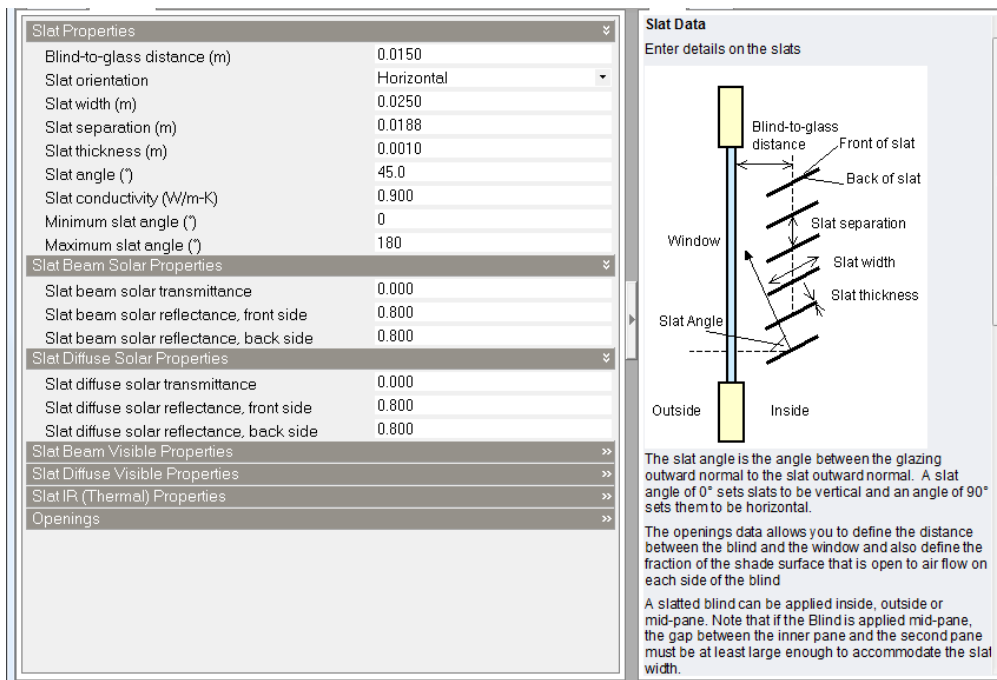 Slat Properties
Blind-to-glass distance (m) 0.0150
Slat orientation Horizontal
Slat width (m) 0.0250
Slat separation (m) 0.0188
Slat thickness (m) 0.0010
Slat angle (°) 45.0
Slat conductivity (W/m-K) 0.900
Minimum slat angle (°) 0
Maximum slat angle (°) 180
Slat Beam Solar Properties
Slat beam solar transmittance 0.000
Slat beam solar reflectance, front side 0.800
Slat beam solar reflectance, back side 0.800
Slat Diffuse Solar Properties
Slat diffuse solar transmittance 0.000
Slat diffuse solar reflectance, front side 0.800
Slat diffuse solar reflectance, back side 0.800
Slat Beam Visible Properties
Slat Diffuse Visible Properties
Slat IR (Thermal) Properties
Openings
Slat Data
Enter details on the slats
Blind-to-glass
distance
Front of slat
Back of slat
Slat separation
Window
Slat width
Slat thickness
Slat Angle
Outside
Inside
The slat angle is the angle between the glazing
outward normal to the slat outward normal. A slat
angle of 0° sets slats to be vertical and an angle of 90°
sets them to be horizontal.
The openings data allows you to define the distance
between the blind and the window and also define the
fraction of the shade surface that is open to air flow on
each side of the blind
A slatted blind can be applied inside, outside or
mid-pane. Note that if the Blind is applied mid-pane,
the gap between the inner pane and the second pane
must be at least large enough to accommodate the slat
width.